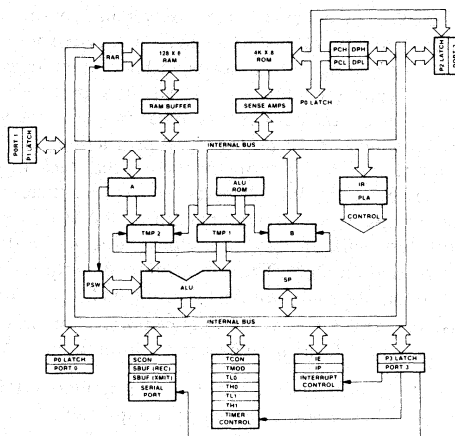 RAR
128 X 8
RAM
4K X 8
ROM
PCH DPH
PCL DPL
P2 LATCH
PORT 2
P0 LATCH
RAM BUFFER
SENSE AMPS
PORT 1
P1 LATCH
INTERNAL BUS
A
ALU
ROM
IR
PLA
CONTROL
TMP 2
TMP 1
B
PSW
ALU
SP
INTERNAL BUS
P0 LATCH
PORT 0
SCON
SBUF (REC)
SBUF (XMIT)
SERIAL
PORT
TCON
TMOD
TL0
TH0
TL1
TH1
TIMER
CONTROL
IE
IP
INTERRUPT
CONTROL
P3 LATCH
PORT 3